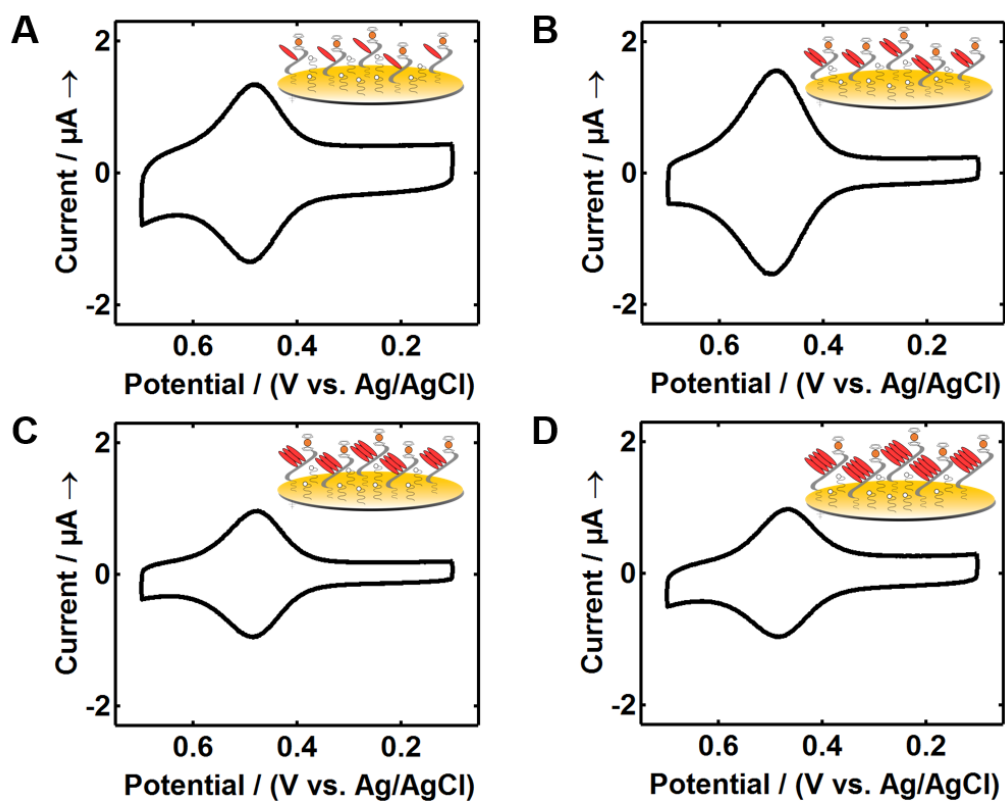 A
2
0
-2
Current / µA →
0.6 0.4 0.2
Potential / (V vs. Ag/AgCl)
B
2
0
-2
Current / µA →
0.6 0.4 0.2
Potential / (V vs. Ag/AgCl)
C
2
0
-2
Current / µA →
0.6 0.4 0.2
Potential / (V vs. Ag/AgCl)
D
2
0
-2
Current / µA →
0.6 0.4 0.2
Potential / (V vs. Ag/AgCl)